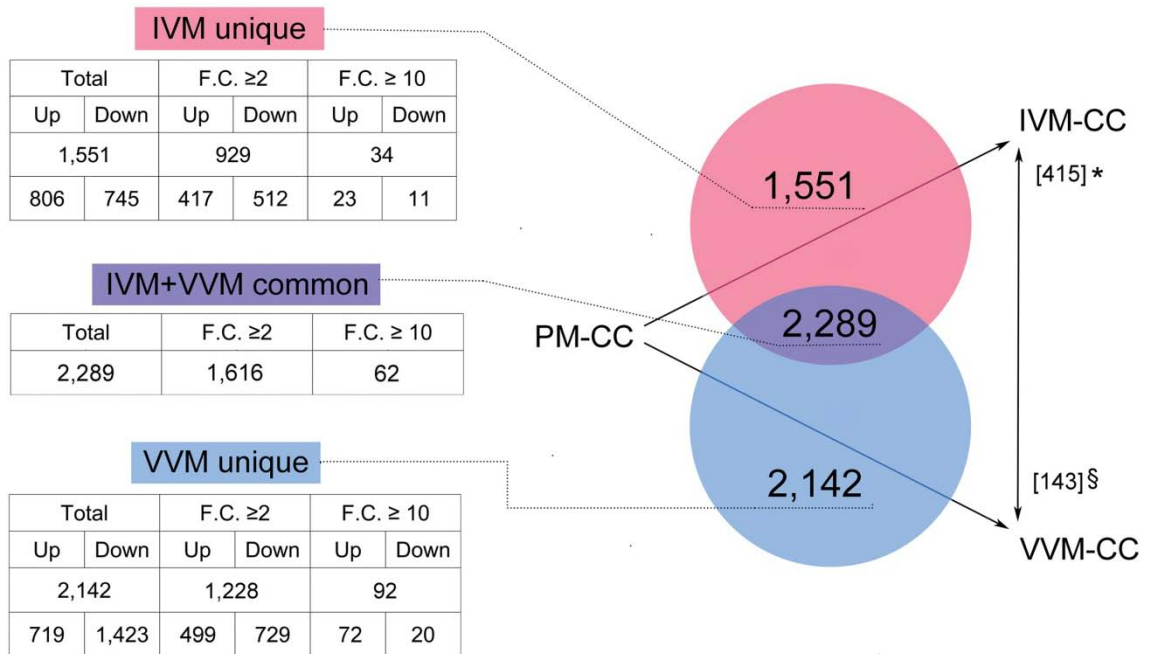 IVM unique
Total F.C. ≥2 F.C. ≥ 10
Up Down Up Down Up Down
1,551 929 34
806 745 417 512 23 11
IVM+VVM common
Total F.C. ≥2 F.C. ≥ 10
2,289 1,616 62
VVM unique
Total F.C. ≥2 F.C. ≥ 10
Up Down Up Down Up Down
2,142 1,228 92
719 1,423 499 729 72 20
PM-CC
1,551
2,289
2,142
IVM-CC
[415] *
[143] §
VVM-CC